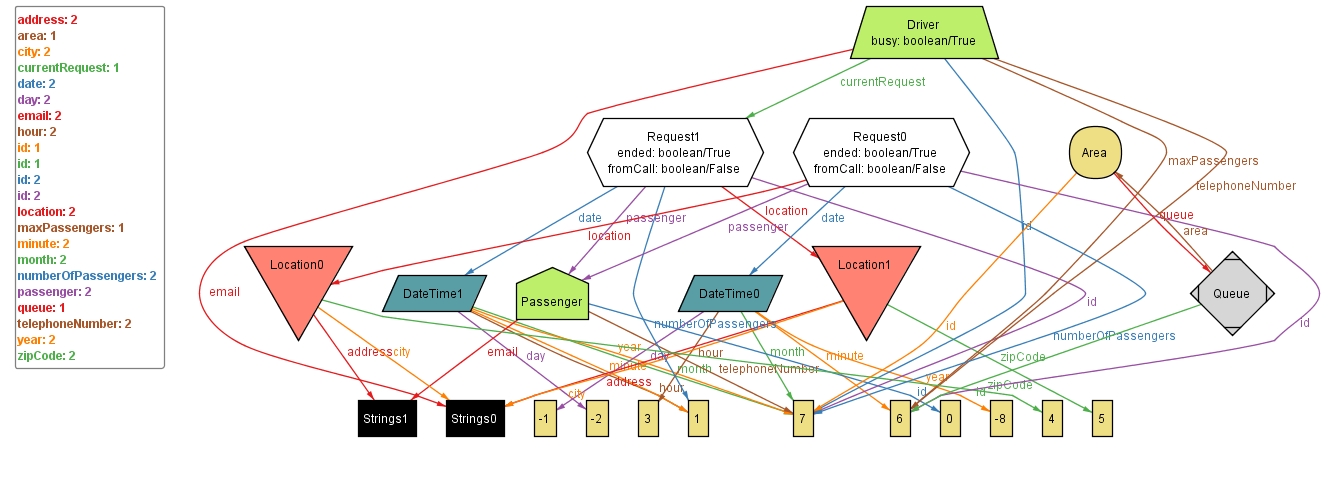 address: 2
area: 1
city: 2
currentRequest: 1
date: 2
day: 2
email: 2
hour: 2
id: 1
id: 1
id: 2
id: 2
location: 2
maxPassengers: 1
minute: 2
month: 2
numberOfPassengers: 2
passenger: 2
queue: 1
telephoneNumber: 2
year: 2
zipCode: 2
Driver
busy: boolean/True
currentRequest
Request1
ended: boolean/True
fromCall: boolean/False
Request0
ended: boolean/True
fromCall: boolean/False
Area
maxPassengers
telephoneNumber
date
passenger
location
date
queue
location
passenger
id
area
Location0
Location1
DateTime1
Passenger
DateTime0
Queue
email
id
numberOfPassengers
id
id
numberOfPassengers
address
city
email
day
year
day
hour
month
minute
zipCode
minute
month
telephoneNumber
address
hour
year
zipCode
city
id
id
Strings1
Strings0
-1
-2
3
1
7
6
0
-8
4
5